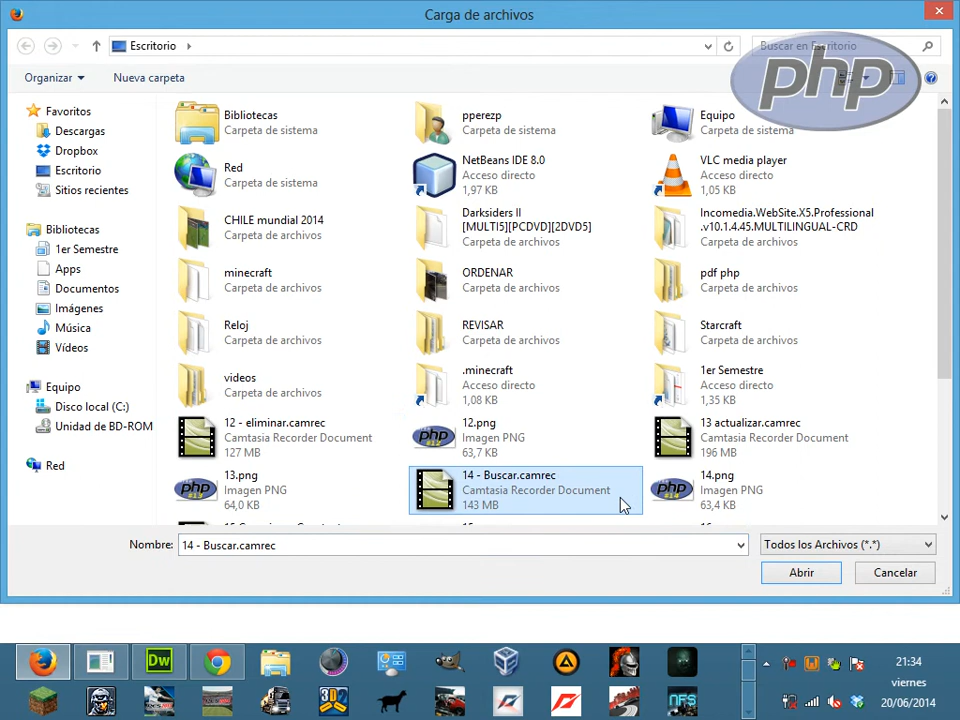 Carga de archivos
Escritorio
Buscar en Escritorio
php
Organizar
Nueva carpeta
Favoritos
Descargas
Dropbox
Escritorio
Sitios recientes
Bibliotecas
1er Semestre
Apps
Documentos
Imágenes
Música
Vídeos
Equipo
Disco local (C:)
Unidad de BD-ROM
Red
Bibliotecas
Carpeta de sistema
pperezp
Carpeta de sistema
Equipo
Carpeta de sistema
Red
Carpeta de sistema
NetBeans IDE 8.0
Acceso directo
1,97 KB
VLC media player
Acceso directo
1,05 KB
CHILE mundial 2014
Carpeta de archivos
Darksiders II
[MULTI5][PCDVD][2DVD5]
Carpeta de archivos
Incomedia.WebSite.X5.Professional
.v10.1.4.45.MULTILINGUAL-CRD
Carpeta de archivos
minecraft
Carpeta de archivos
ORDENAR
Carpeta de archivos
pdf php
Carpeta de archivos
Reloj
Carpeta de archivos
REVISAR
Carpeta de archivos
Starcraft
Carpeta de archivos
videos
Carpeta de archivos
.minecraft
Acceso directo
1,08 KB
1er Semestre
Acceso directo
1,35 KB
12 - eliminar.camrec
Camtasia Recorder Document
127 MB
php
12.png
Imagen PNG
63,7 KB
13 actualizar.camrec
Camtasia Recorder Document
196 MB
php
#13
13.png
Imagen PNG
64,0 KB
14 - Buscar.camrec
Camtasia Recorder Document
143 MB
php
#14
14.png
Imagen PNG
63,4 KB
Nombre:
14 - Buscar.camrec
Todos los Archivos (*.*)
Abrir
Cancelar
Dw
21:34
viernes
20/06/2014
3D2
NFS